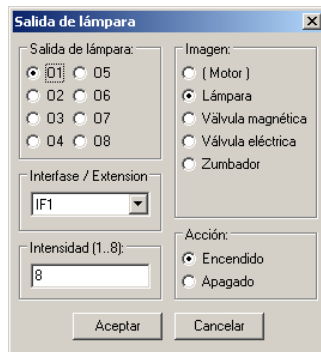 Salida de lámpara
Salida de lámpara:
O1 O5
O2 O6
O3 O7
O4 O8
Interfase / Extension
IF1
Intensidad (1..8):
8
Imagen:
( Motor )
Lámpara
Välvula magnética
Válvula eléctrica
Zumbador
Acción:
Encendido
Apagado
Aceptar Cancelar